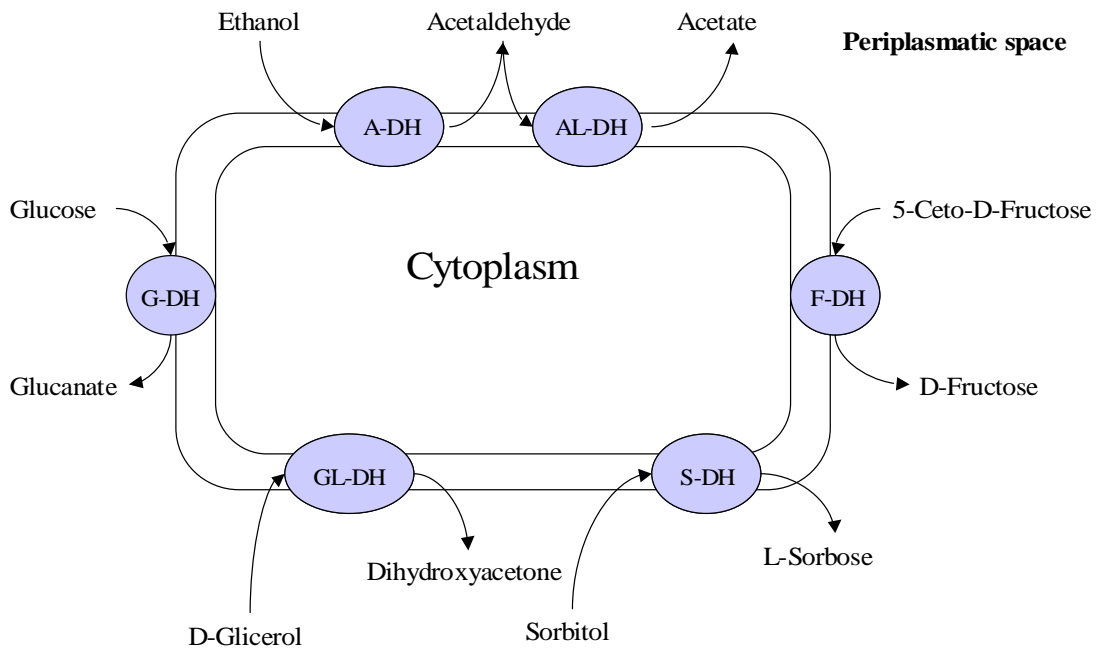 Ethanol
Acetaldehyde
Acetate
Periplasmatic space
A-DH
AL-DH
Glucose
5-Ceto-D-Fructose
Cytoplasm
G-DH
F-DH
Glucanate
D-Fructose
GL-DH
S-DH
L-Sorbose
Dihydroxyacetone
D-Glicerol
Sorbitol